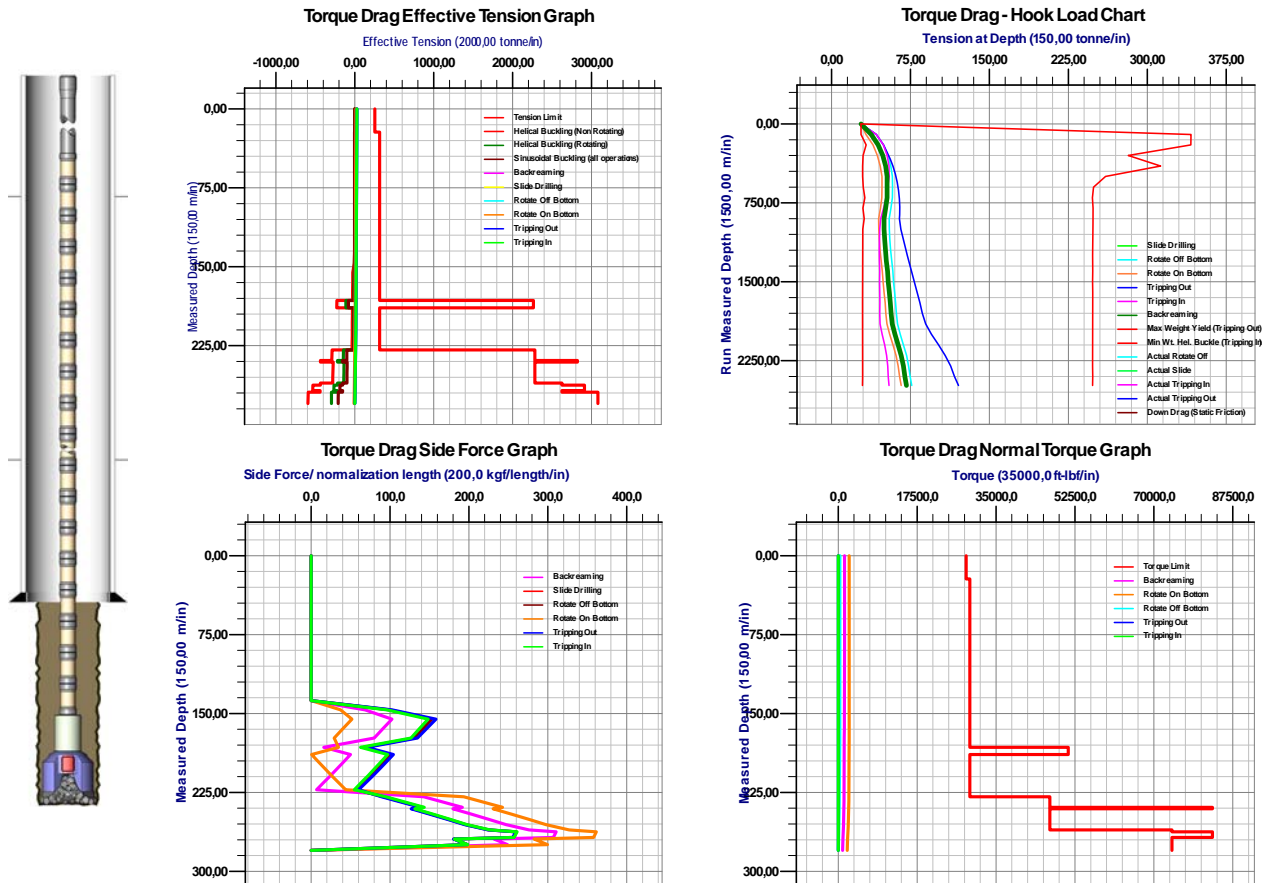 Torque Drag Effective Tension Graph
Effective Tension (2000,00 tonne/in)
-1000,00 0,00 1000,00 2000,00 3000,00
Measured Depth (150,00 m/in)
0,00
75,00
150,00
225,00
Tension Limit
Helical Buckling (Non Rotating)
Helical Buckling (Rotating)
Sinusoidal Buckling (all operations)
Backreaming
Slide Drilling
Rotate Off Bottom
Rotate On Bottom
Tripping Out
Tripping In
Torque Drag - Hook Load Chart
Tension at Depth (150,00 tonne/in)
0,00 75,00 150,00 225,00 300,00 375,00
Run Measured Depth (1500,00 m/in)
0,00
750,00
1500,00
2250,00
Slide Drilling
Rotate Off Bottom
Rotate On Bottom
Tripping Out
Tripping In
Backreaming
Max Weight Yield (Tripping Out)
Min Wt. Hel. Buckle (Tripping In)
Actual Rotate Off
Actual Slide
Actual Tripping In
Actual Tripping Out
Down Drag (Static Friction)
Torque Drag Side Force Graph
Side Force/ normalization length (200,0 kgf/length/in)
0,0 100,0 200,0 300,0 400,0
Measured Depth (150,00 m/in)
0,00
75,00
150,00
225,00
300,00
Backreaming
Slide Drilling
Rotate Off Bottom
Rotate On Bottom
Tripping Out
Tripping In
Torque Drag Normal Torque Graph
Torque (35000,0 ft-lbf/in)
0,0 17500,0 35000,0 52500,0 70000,0 87500,0
Measured Depth (150,00 m/in)
0,00
75,00
150,00
225,00
300,00
Torque Limit
Backreaming
Rotate On Bottom
Rotate Off Bottom
Tripping Out
Tripping In